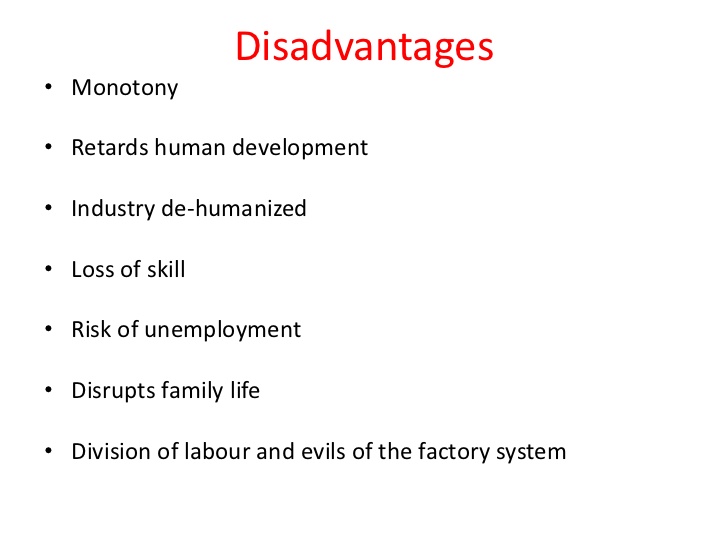 Disadvantages
• Monotony
• Retards human development
• Industry de-humanized
• Loss of skill
• Risk of unemployment
• Disrupts family life
• Division of labour and evils of the factory system